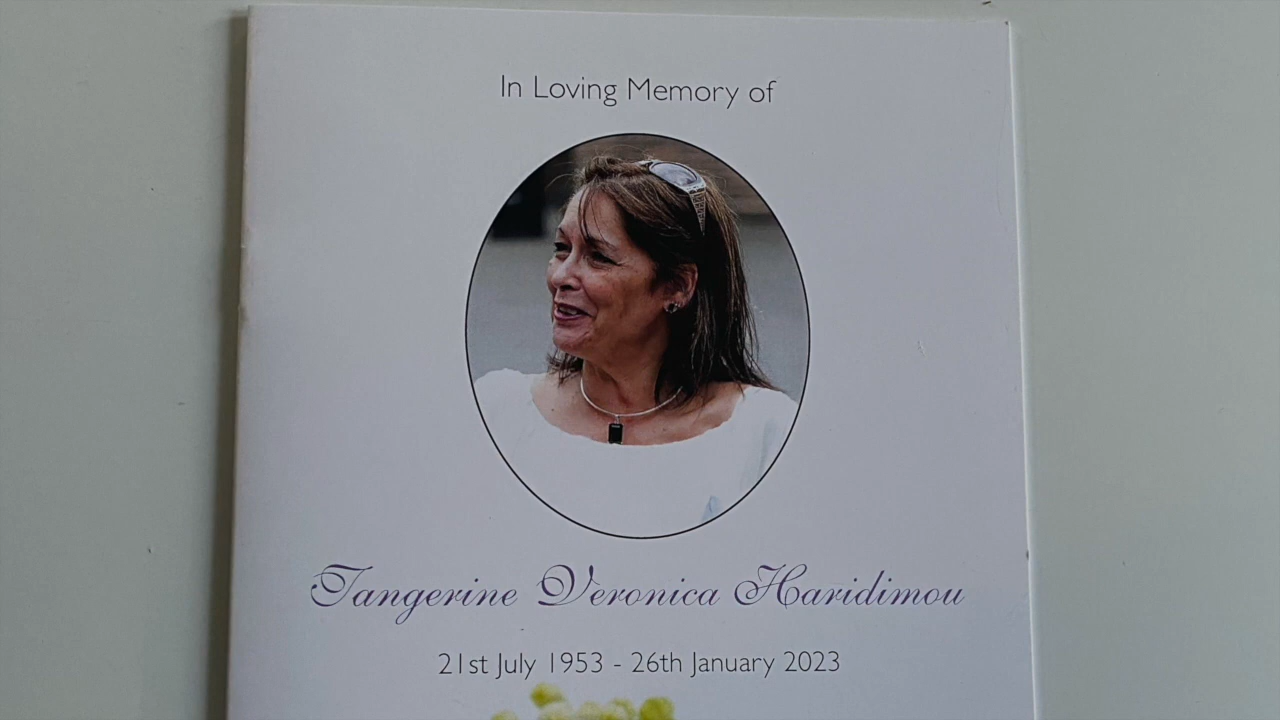 In Loving Memory of
Tangerine Veronica Haridimou
21st July 1953 - 26th January 2023